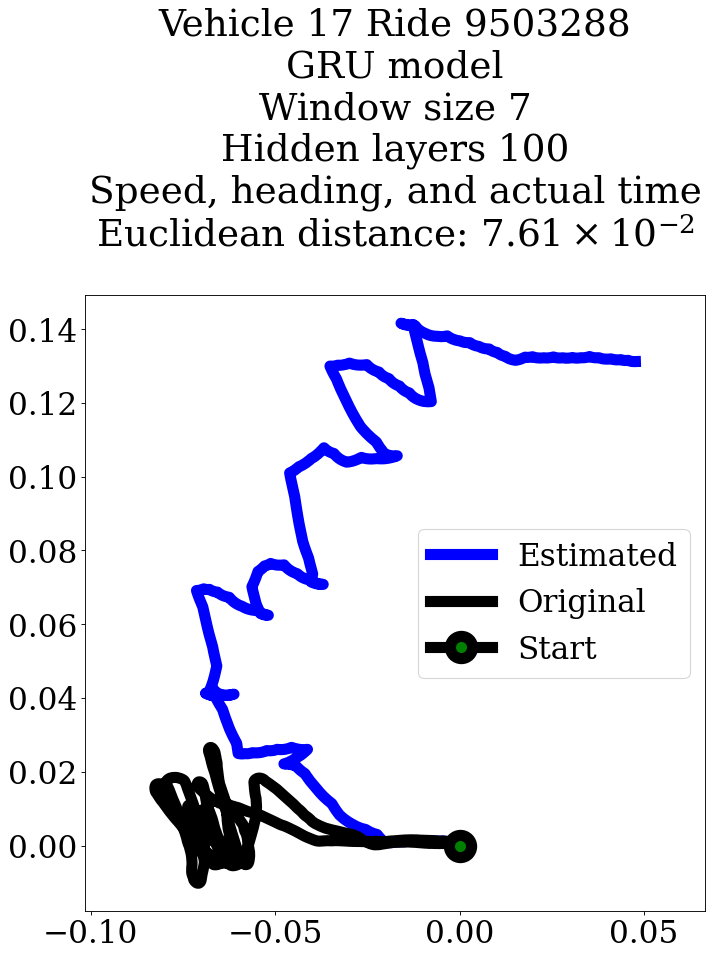 Vehicle 17 Ride 9503288
GRU model
Window size 7
Hidden layers 100
Speed, heading, and actual time
Euclidean distance: 7.61 × 10⁻²
0.14
0.12
0.10
0.08
0.06
0.04
0.02
0.00
Estimated
Original
Start
−0.10
−0.05
0.00
0.05